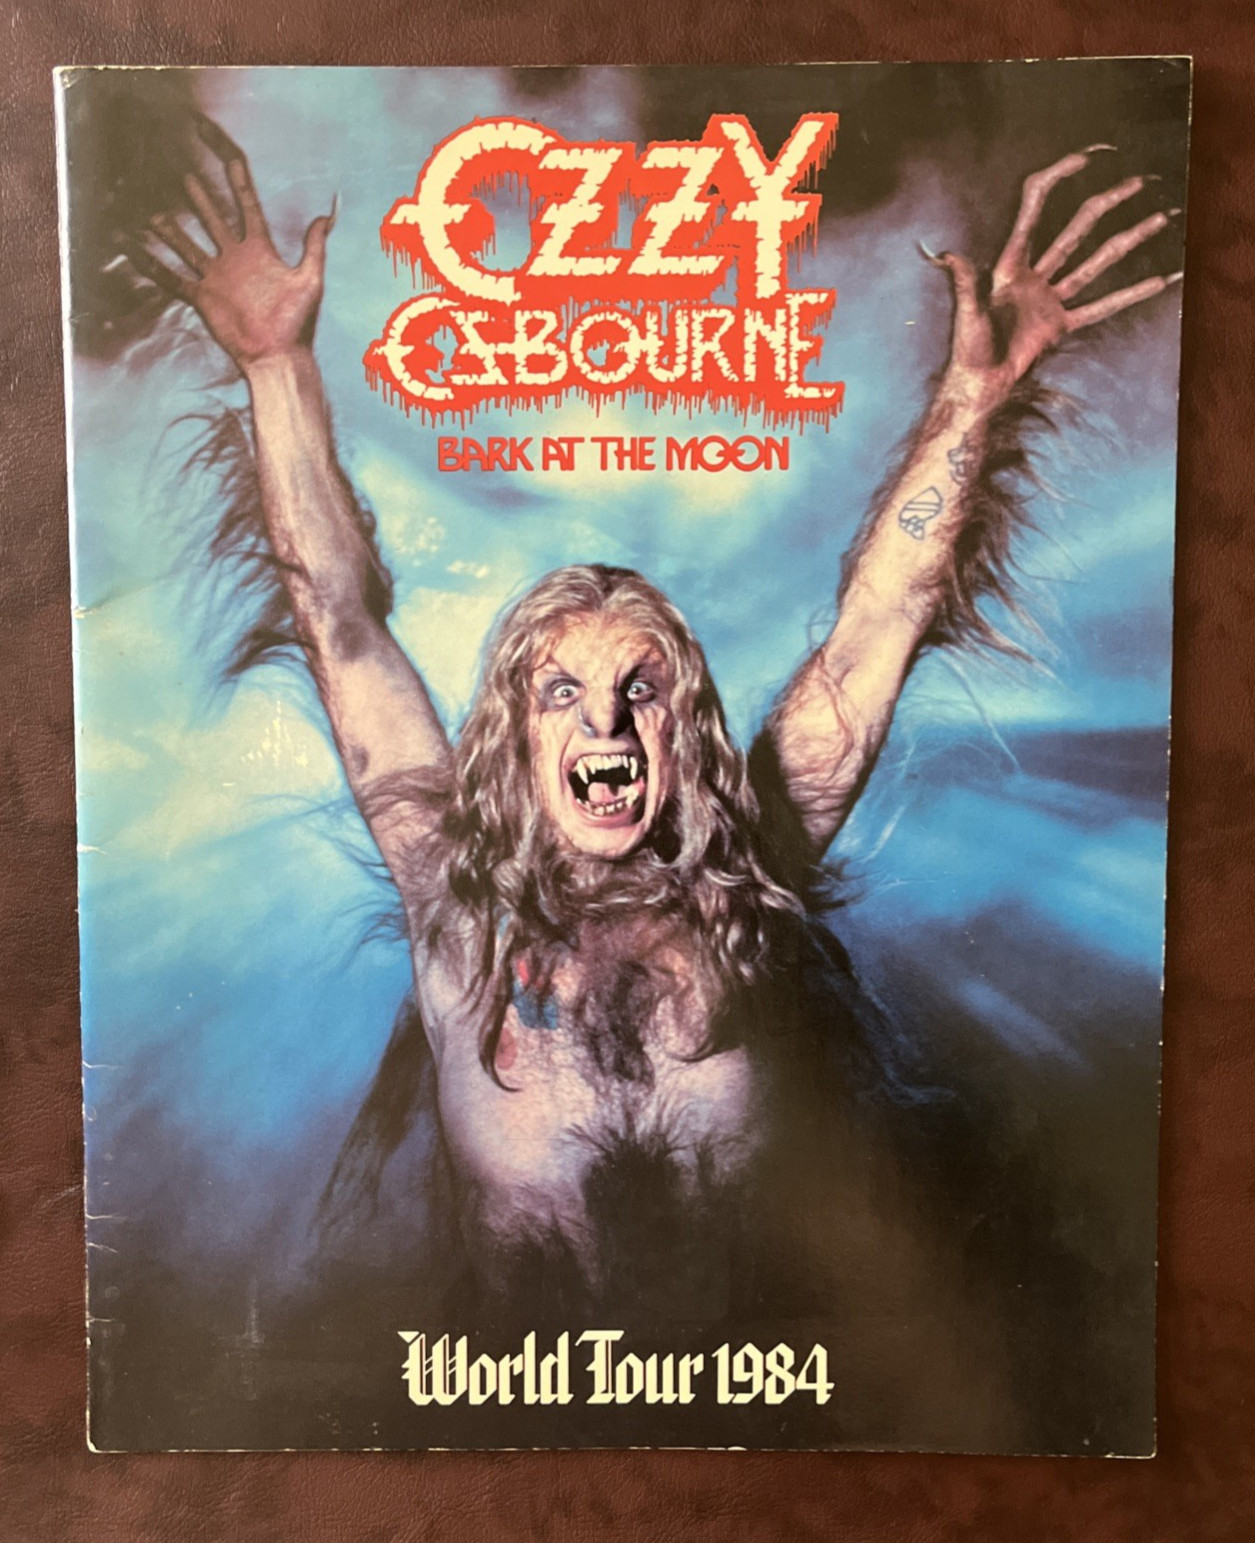 OZZY
OSBOURNE
BARK AT THE MOON
World Tour 1984